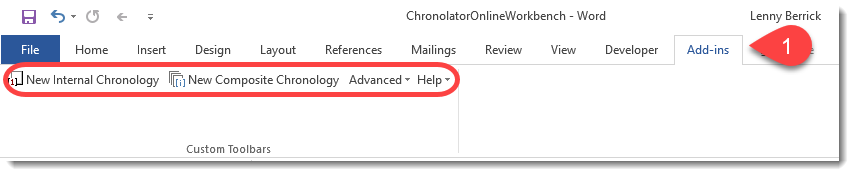 ChronolatorOnlineWorkbench - Word Lenny Berrick
File Home Insert Design Layout References Mailings Review View Developer Add-ins 1
New Internal Chronology New Composite Chronology Advanced Help
Custom Toolbars